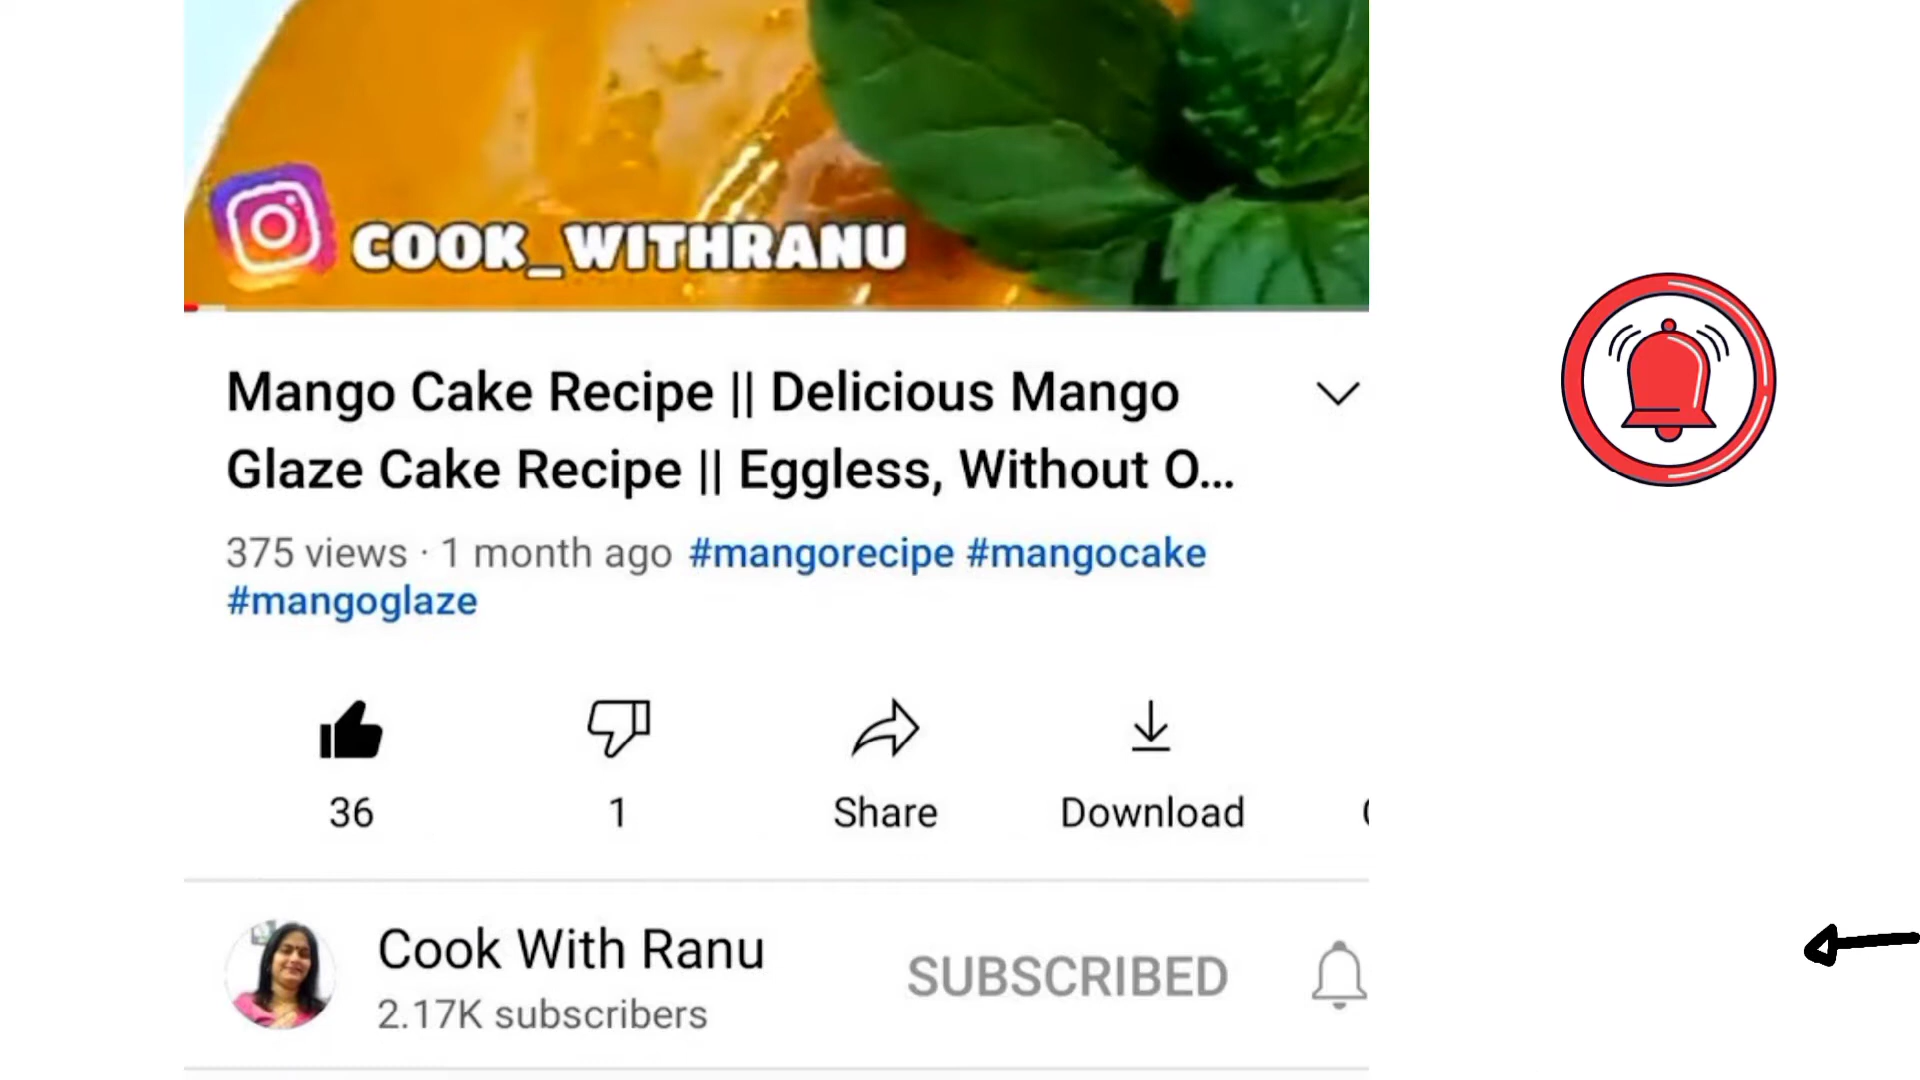 COOK_WITHRANU
Mango Cake Recipe || Delicious Mango
Glaze Cake Recipe || Eggless, Without O...
375 views · 1 month ago #mangorecipe #mangocake
#mangoglaze
36 1 Share Download
Cook With Ranu SUBSCRIBED
2.17K subscribers